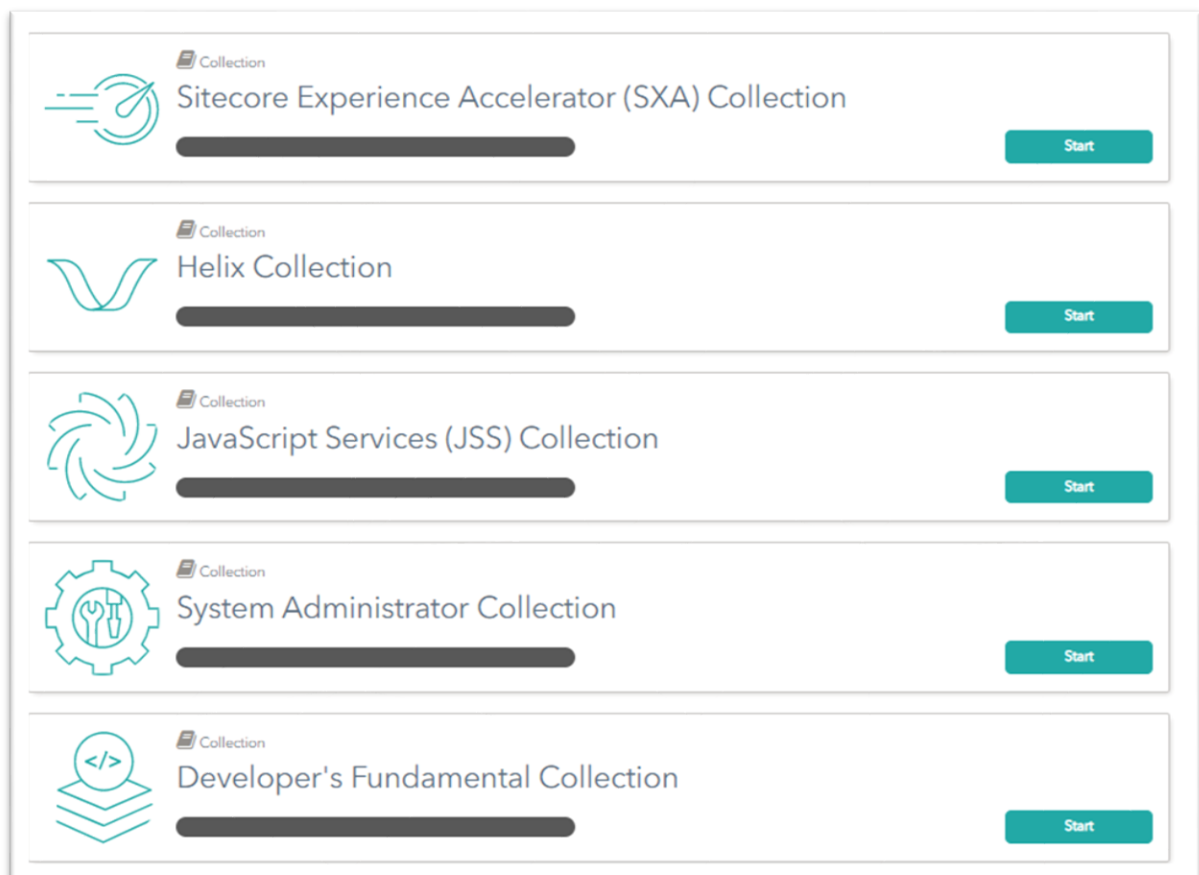 Collection
Sitecore Experience Accelerator (SXA) Collection
Start
Collection
Helix Collection
Start
Collection
JavaScript Services (JSS) Collection
Start
Collection
System Administrator Collection
Start
</>
Collection
Developer's Fundamental Collection
Start